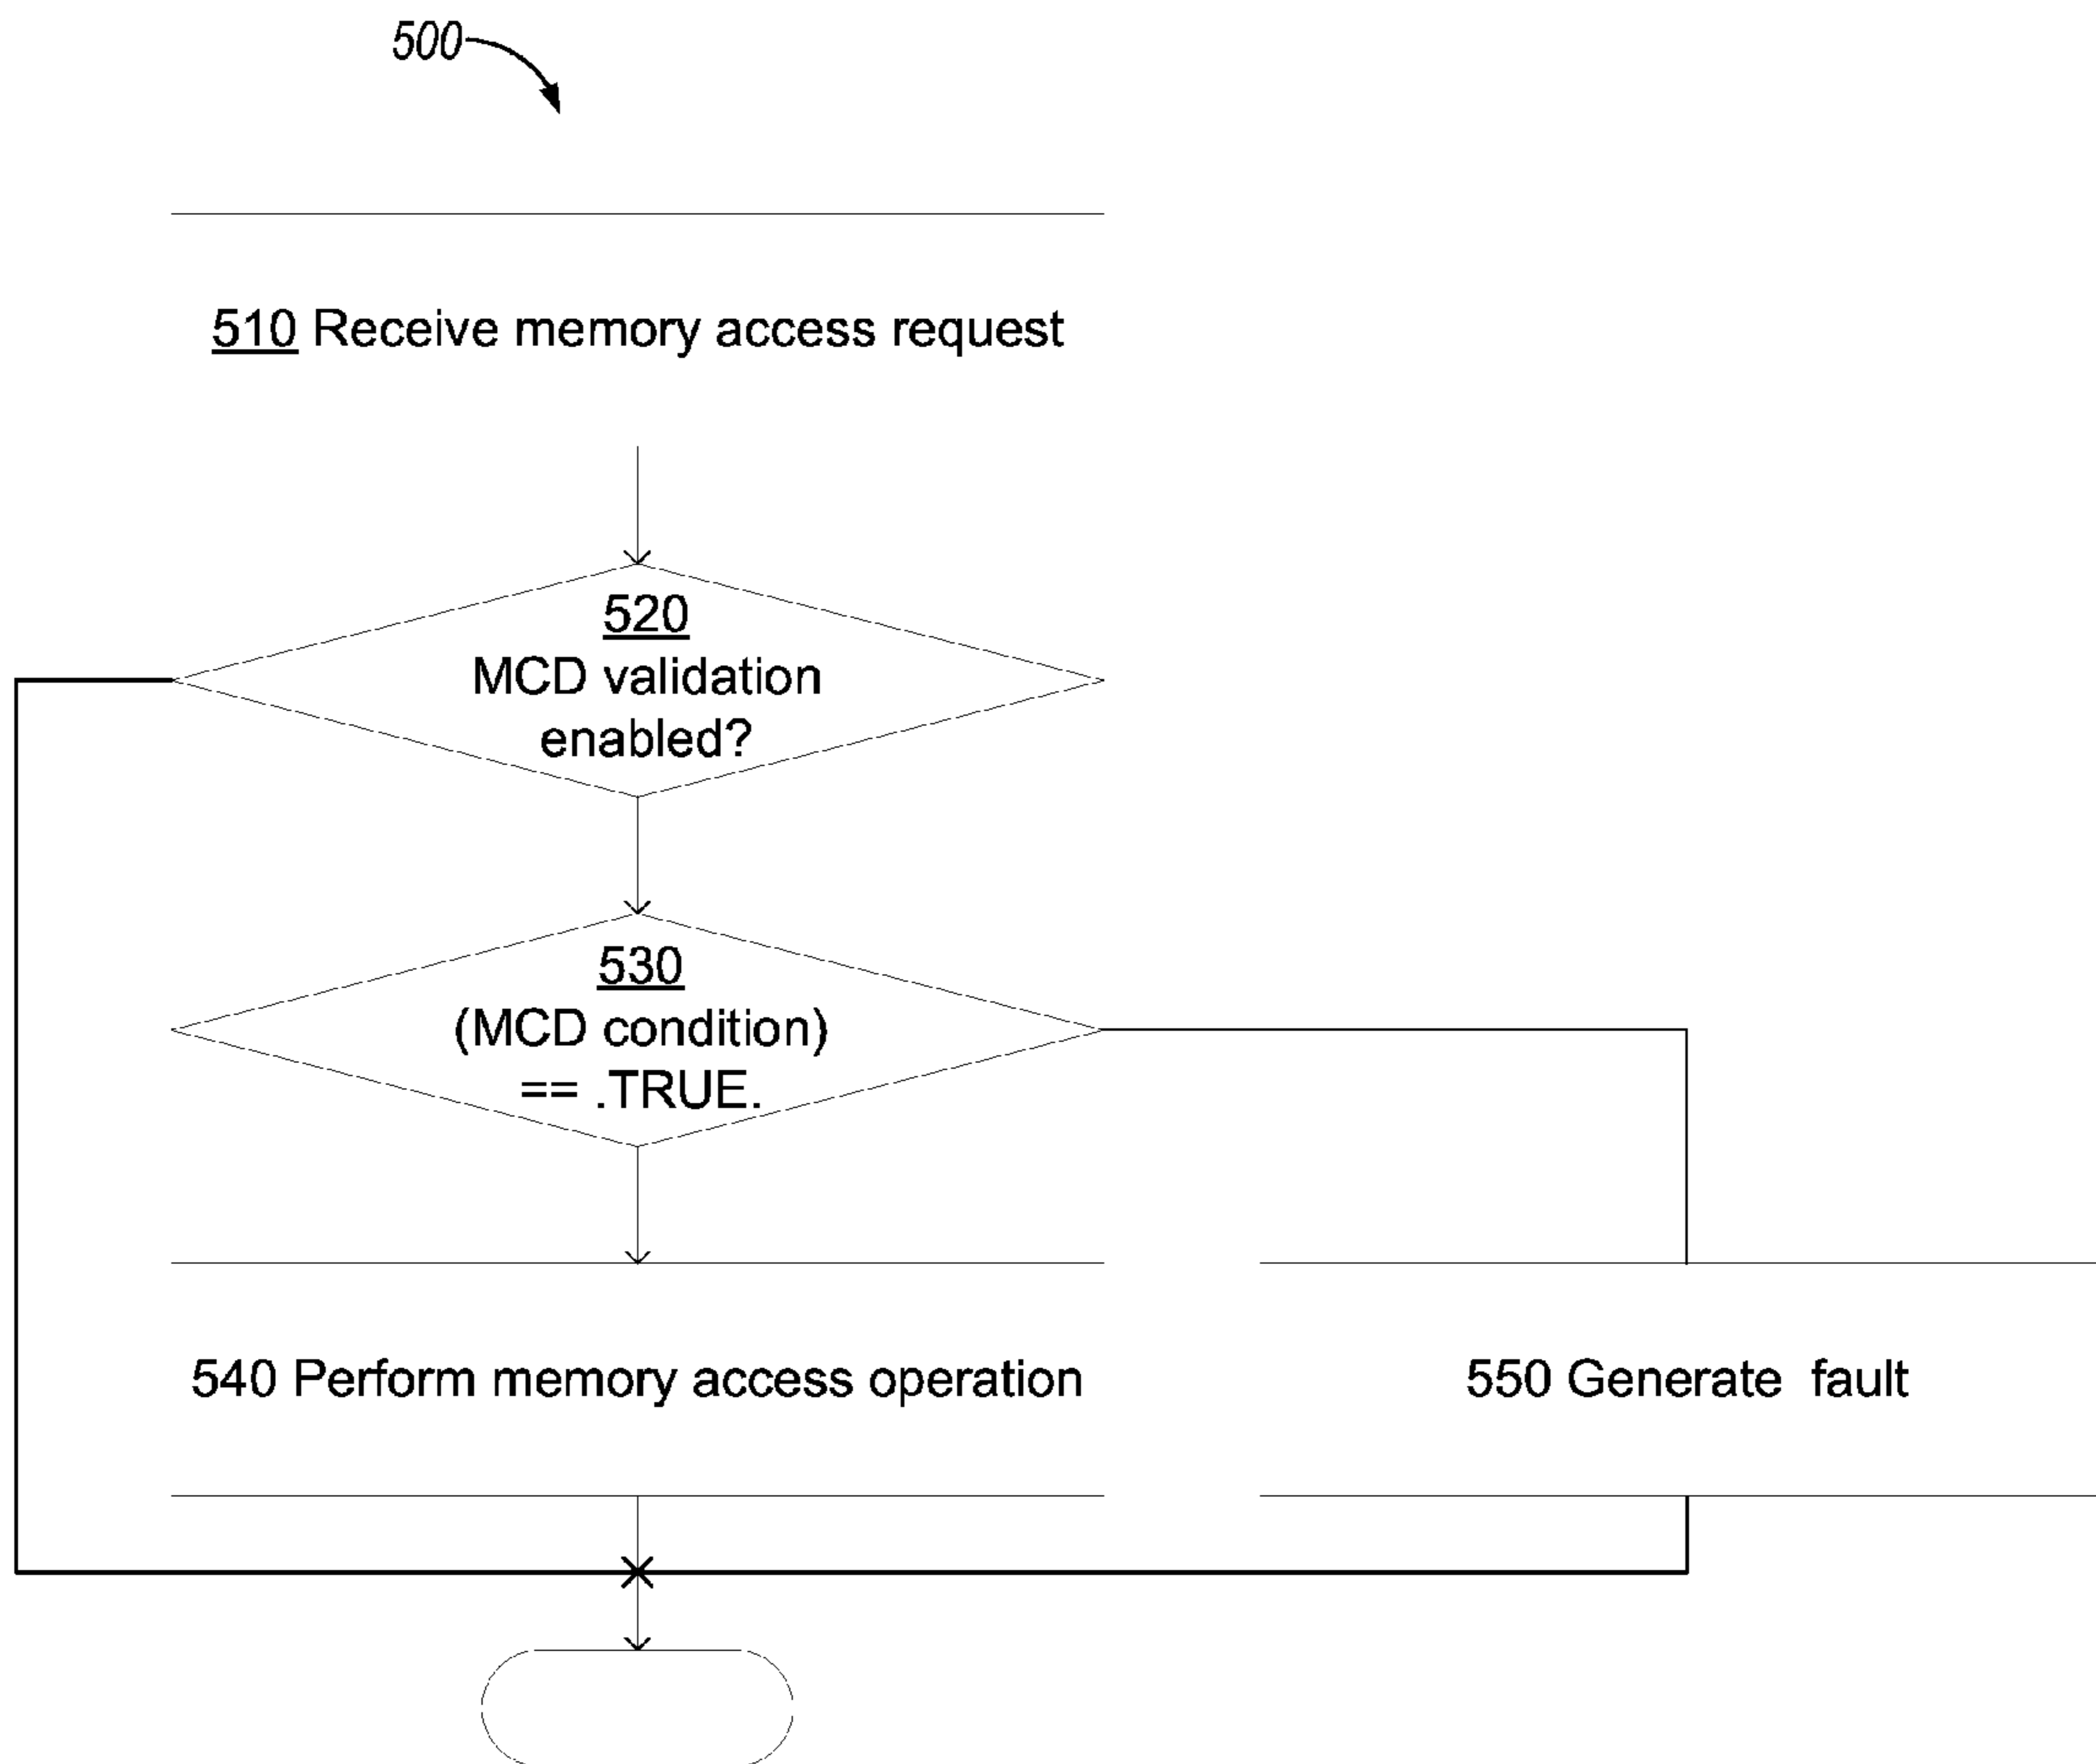 500
510 Receive memory access request
520
MCD validation
enabled?
530
(MCD condition)
== .TRUE.
540 Perform memory access operation
550 Generate fault